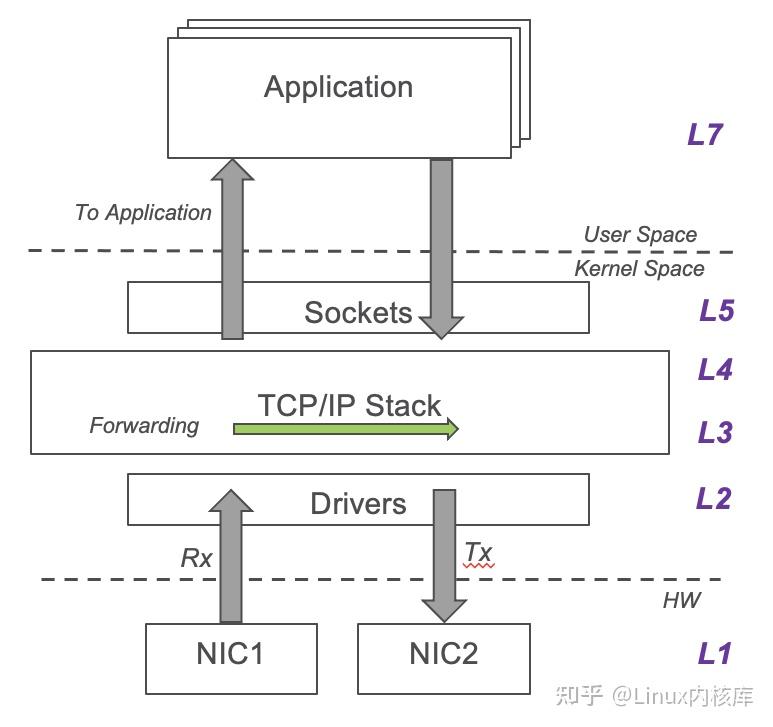 Application
L7
To Application
User Space
Kernel Space
Sockets
L5
L4
TCP/IP Stack
Forwarding
L3
L2
Drivers
Rx
Tx
HW
NIC1
NIC2
L1
知乎 @Linux内核库